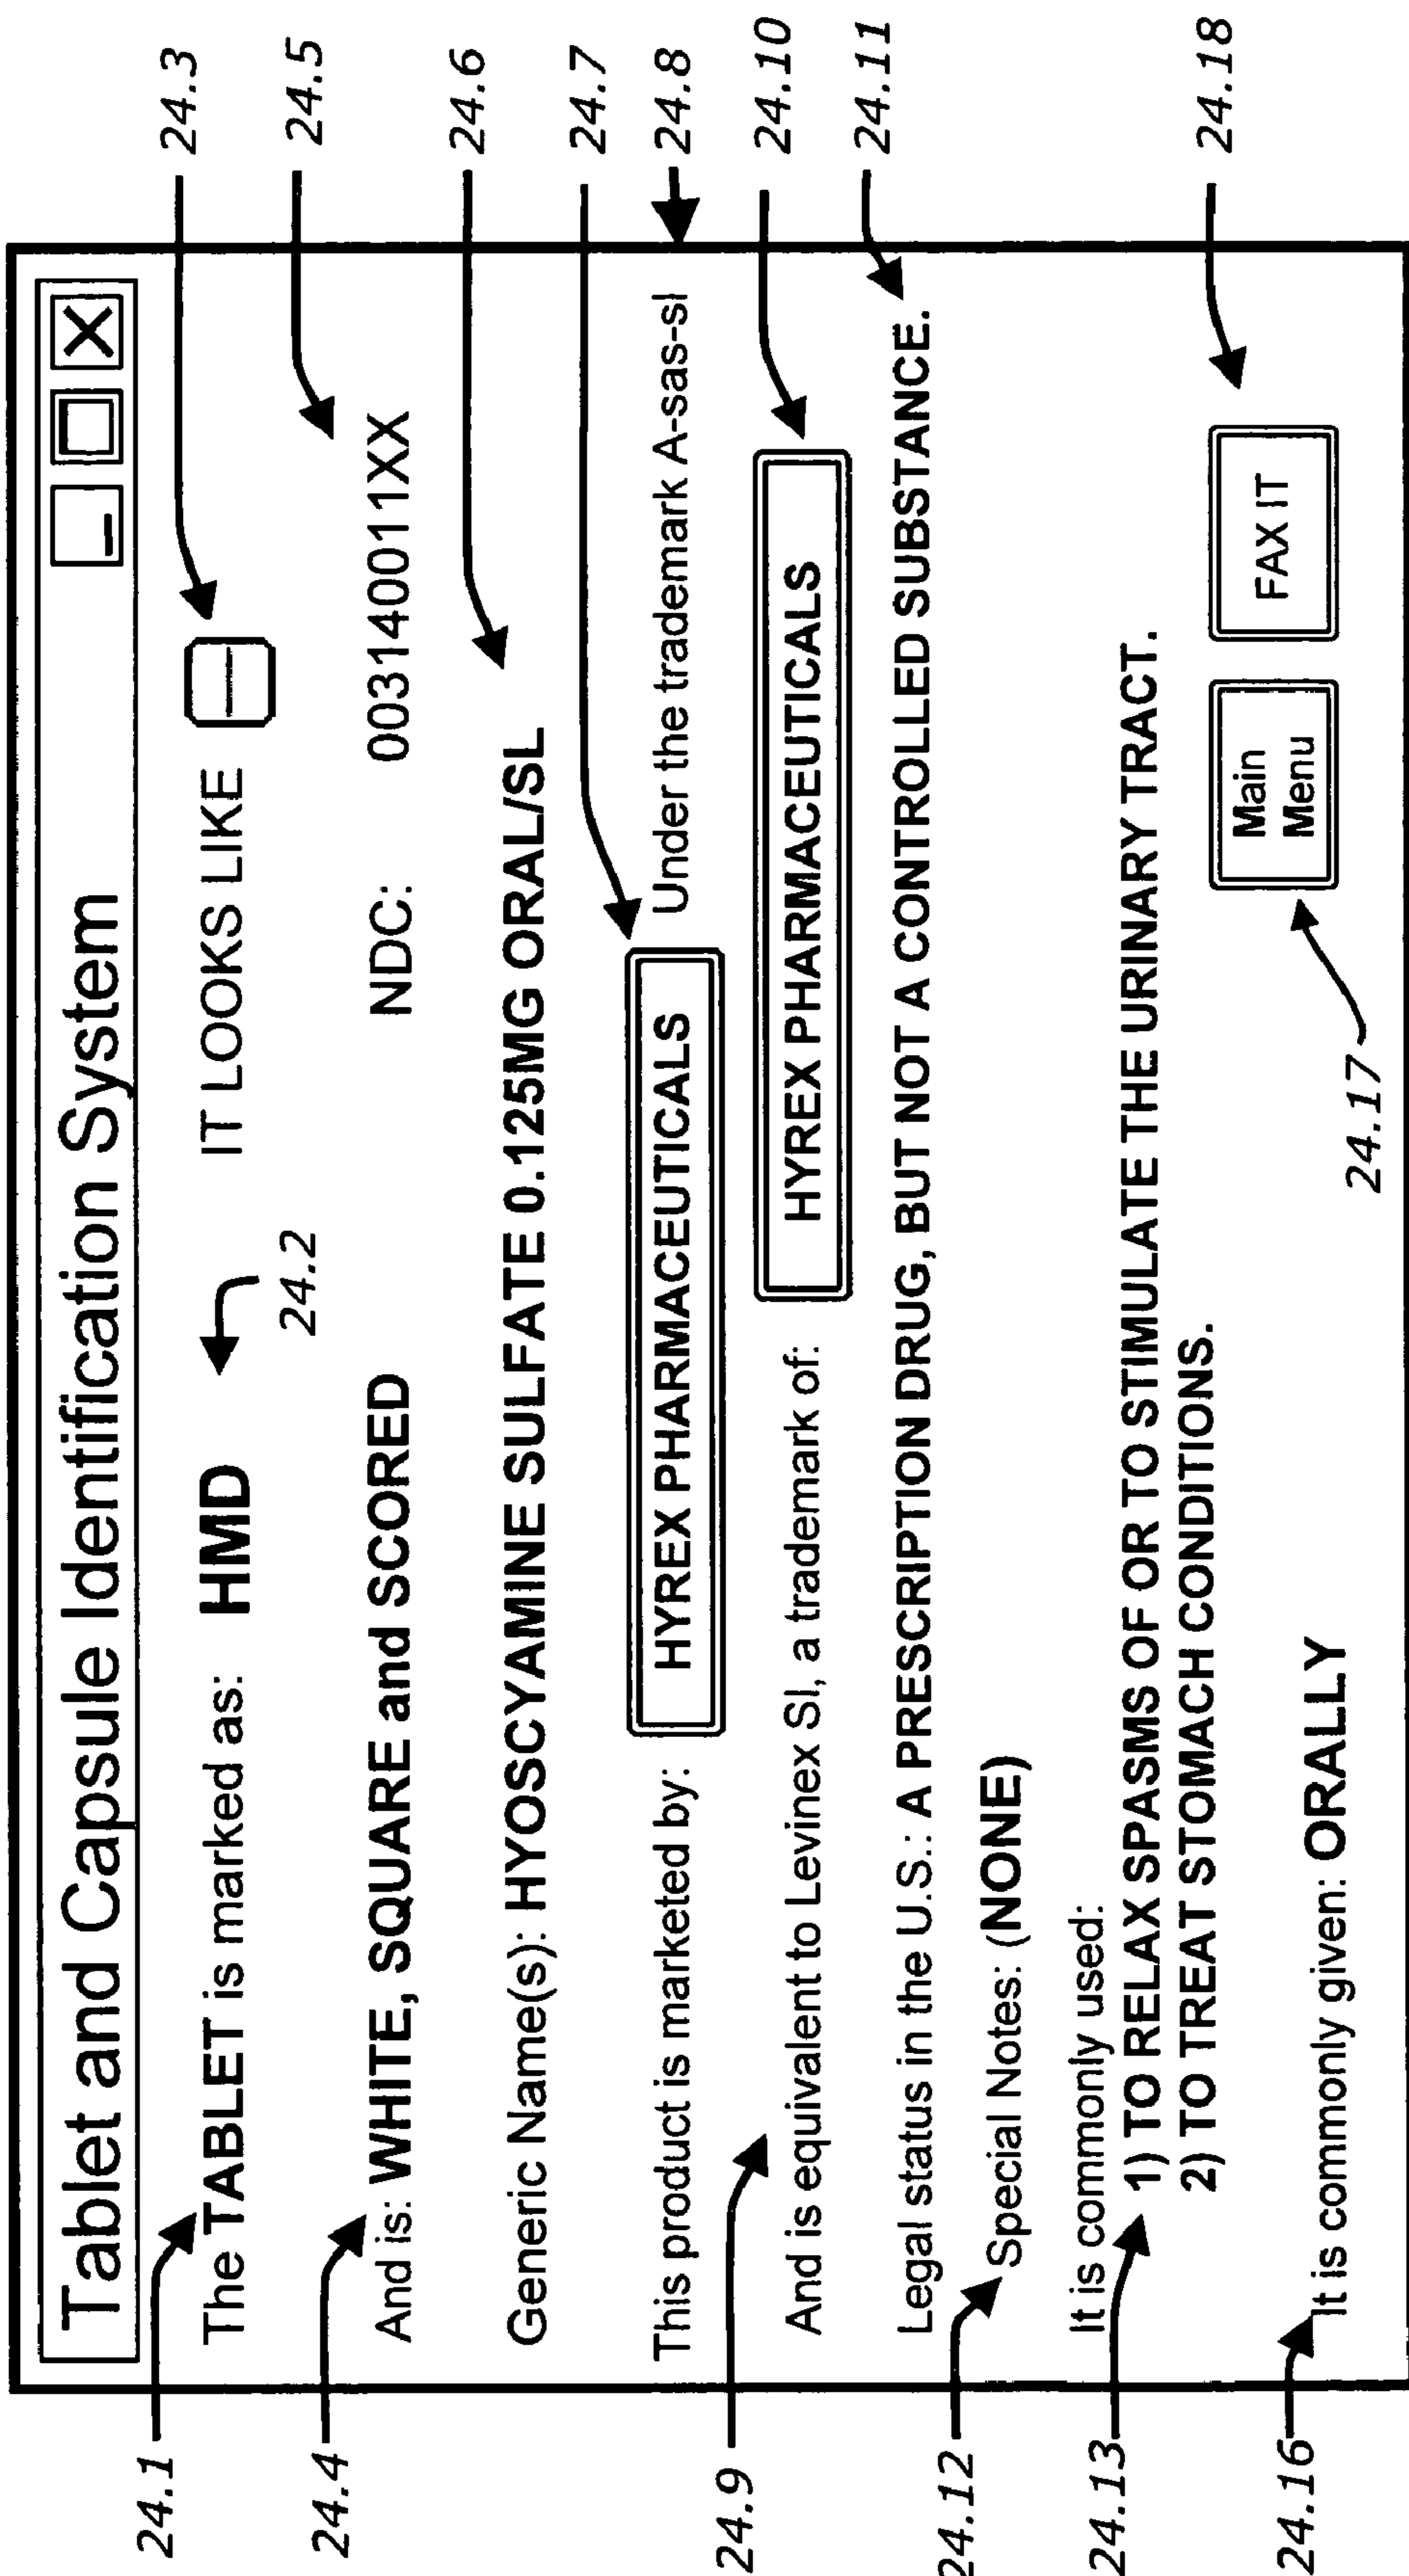 Tablet and Capsule Identification System
The TABLET is marked as: HMD IT LOOKS LIKE
And is: WHITE, SQUARE and SCORED NDC: 003140011XX
Generic Name(s): HYOSCYAMINE SULFATE 0.125MG ORAL/SL
This product is marketed by: HYREX PHARMACEUTICALS Under the trademark A-sas-sl
And is equivalent to Levinex Sl, a trademark of: HYREX PHARMACEUTICALS
Legal status in the U.S.: A PRESCRIPTION DRUG, BUT NOT A CONTROLLED SUBSTANCE.
Special Notes: (NONE)
It is commonly used:
1) TO RELAX SPASMS OF OR TO STIMULATE THE URINARY TRACT.
2) TO TREAT STOMACH CONDITIONS.
It is commonly given: ORALLY
Main
Menu
FAX IT
24.1
24.2
24.3
24.4
24.5
24.6
24.7
24.8
24.9
24.10
24.11
24.12
24.13
24.16
24.17
24.18